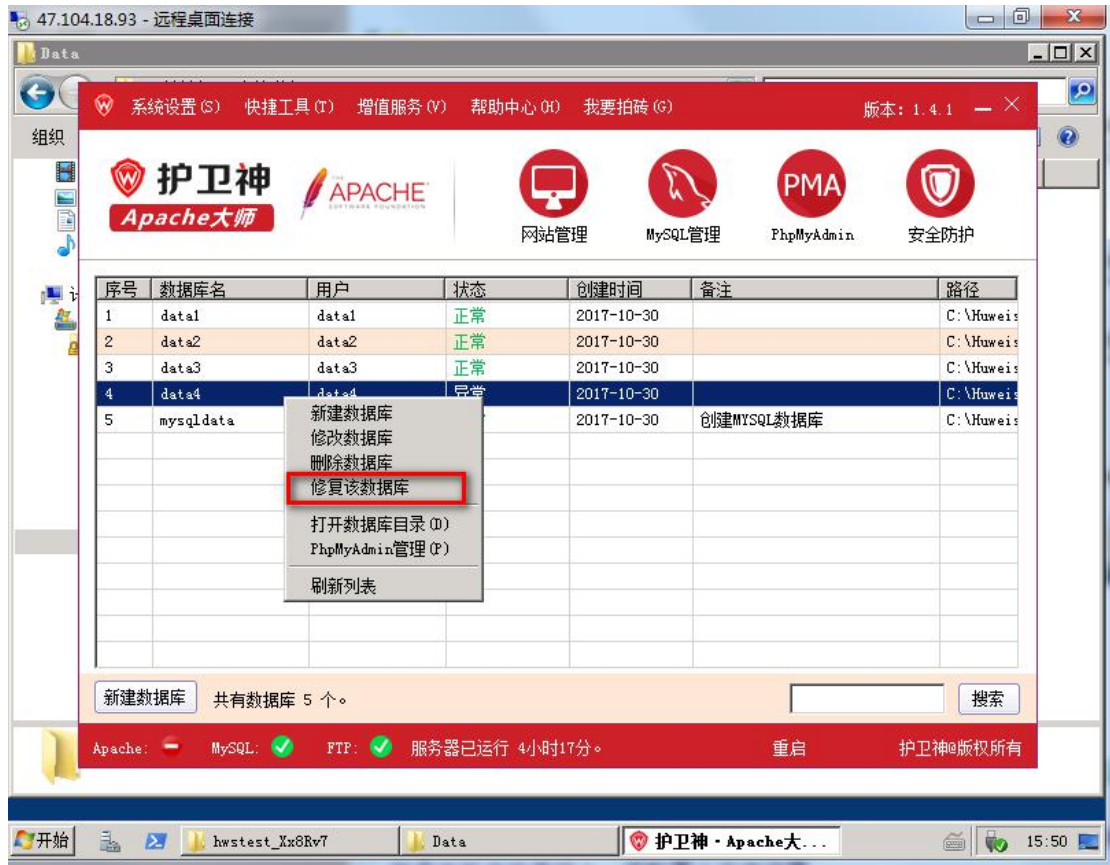 47.104.18.93 - 远程桌面连接
Data
系统设置(S) 快捷工具(T) 增值服务(V) 帮助中心(H) 我要拍砖(G) 版本: 1.4.1
组织
护卫神
Apache大师
THE
APACHE
SOFTWARE FOUNDATION
网站管理 MySQL管理 PMA PhpMyAdmin 安全防护
序号 数据库名 用户 状态 创建时间 备注 路径
1 data1 data1 正常 2017-10-30 C:\Huweis
2 data2 data2 正常 2017-10-30 C:\Huweis
3 data3 data3 正常 2017-10-30 C:\Huweis
4 data4 data4 异常 2017-10-30 C:\Huweis
5 mysqldata 2017-10-30 创建MYSQL数据库 C:\Huweis
新建数据库
修改数据库
删除数据库
修复该数据库
打开数据库目录(D)
PhpMyAdmin管理(P)
刷新列表
新建数据库 共有数据库 5 个。 搜索
Apache: MySQL: FTP: 服务器已运行 4小时17分。 重启 护卫神@版权所有
开始 hwstest_Xx8Rv7 Data 护卫神·Apache大... 15:50